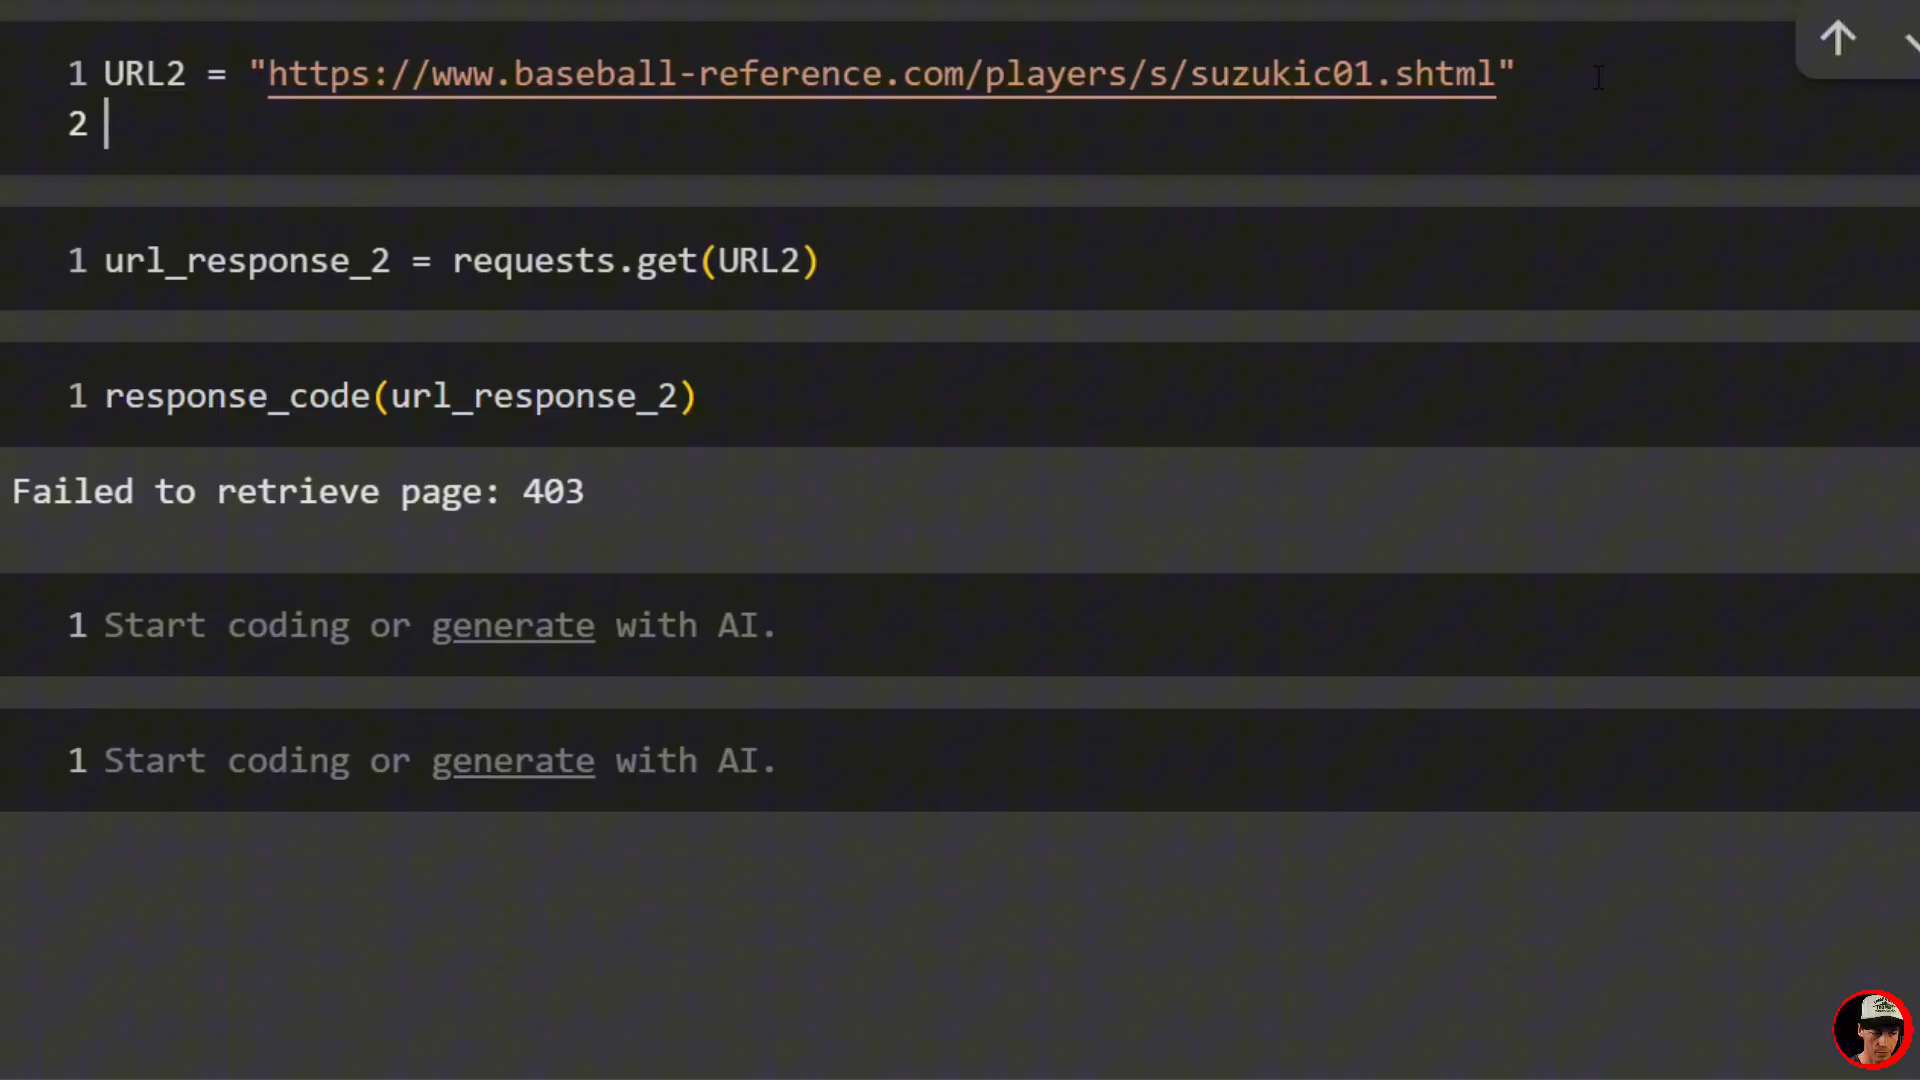 1 URL2 = "https://www.baseball-reference.com/players/s/suzukic01.shtml"
2
1 url_response_2 = requests.get(URL2)
1 response_code(url_response_2)
Failed to retrieve page: 403
1 Start coding or generate with AI.
1 Start coding or generate with AI.